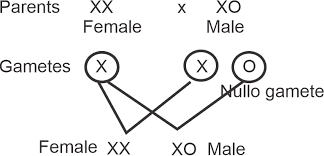 Parents XX x XO
Female Male
Gametes X X O
Nullo gamete
Female XX XO Male